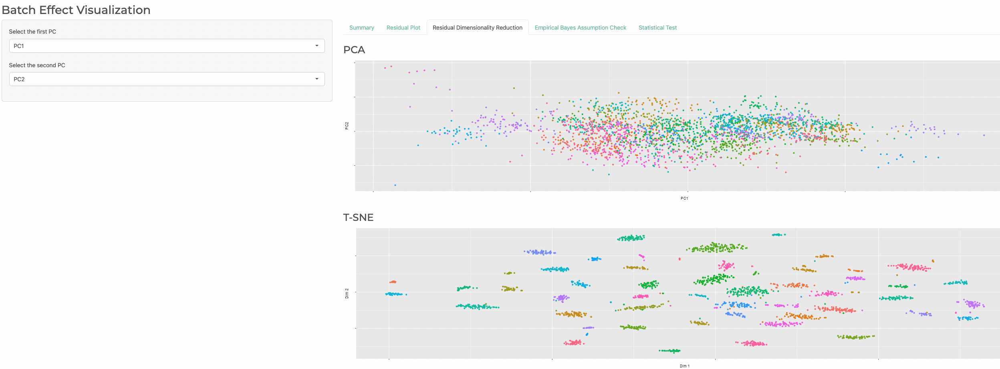 Batch Effect Visualization
Select the first PC
PC1
Select the second PC
PC2
Summary Residual Plot Residual Dimensionality Reduction Empirical Bayes Assumption Check Statistical Test
PCA
PC2
PC1
T-SNE
Dim 2
Dim 1